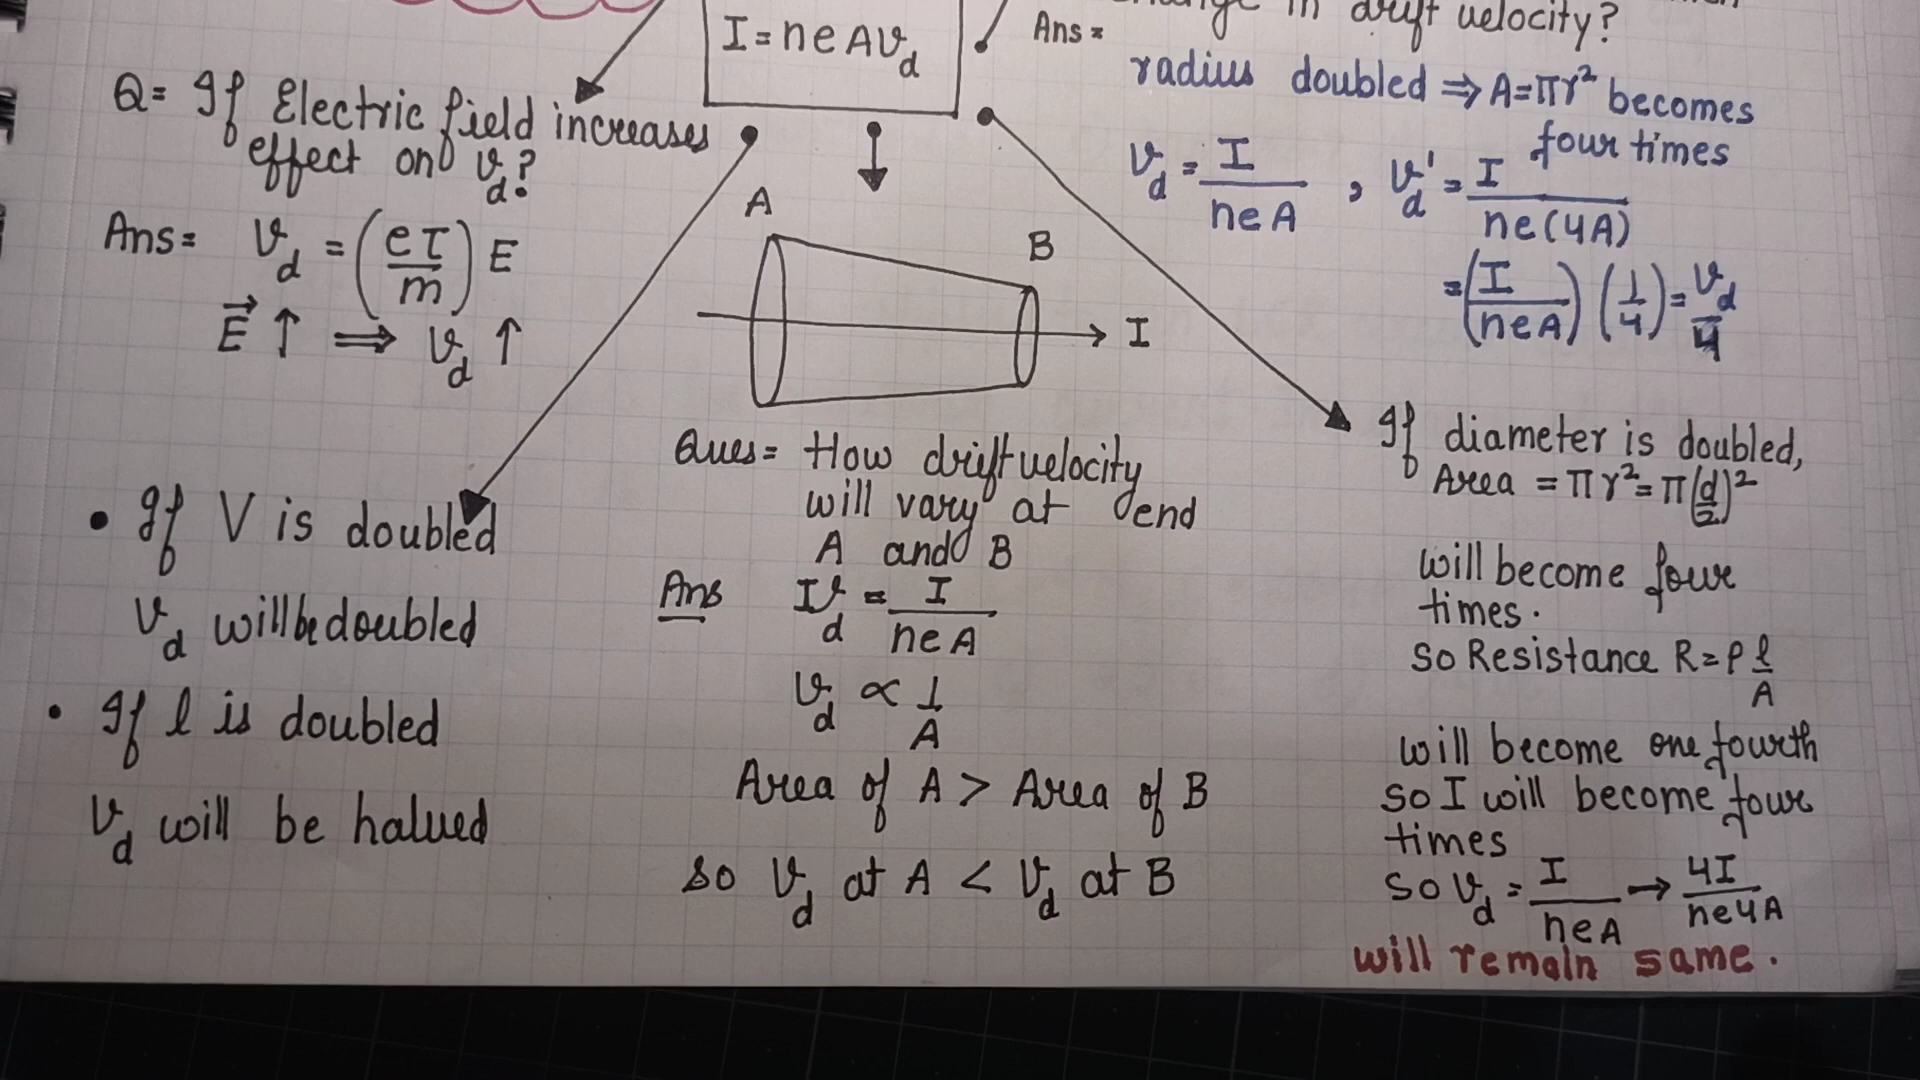 I = neAv_d
Q = If Electric field increases
effect on v_d?
Ans = v_d = (eτ/m) E
E⃗ ↑ ⟹ v_d ↑
• If V is doubled
v_d will be doubled
• If l is doubled
v_d will be halved
A
B
I
Ques = How drift velocity
will vary at end
A and B
Ans I v_d = I/neA
v_d ∝ 1/A
Area of A > Area of B
so v_d at A < v_d at B
in drift velocity?
Ans =
radius doubled ⇒ A = πr² becomes
four times
v_d = I/neA , v_d' = I/ne(4A)
= (I/neA) (1/4) = v_d/4
If diameter is doubled,
Area = πr² = π(d/2)²
will become four
times.
so Resistance R = ρ l/A
will become one fourth
so I will become four
times
so v_d = I/neA → 4I/ne4A
will remain same.